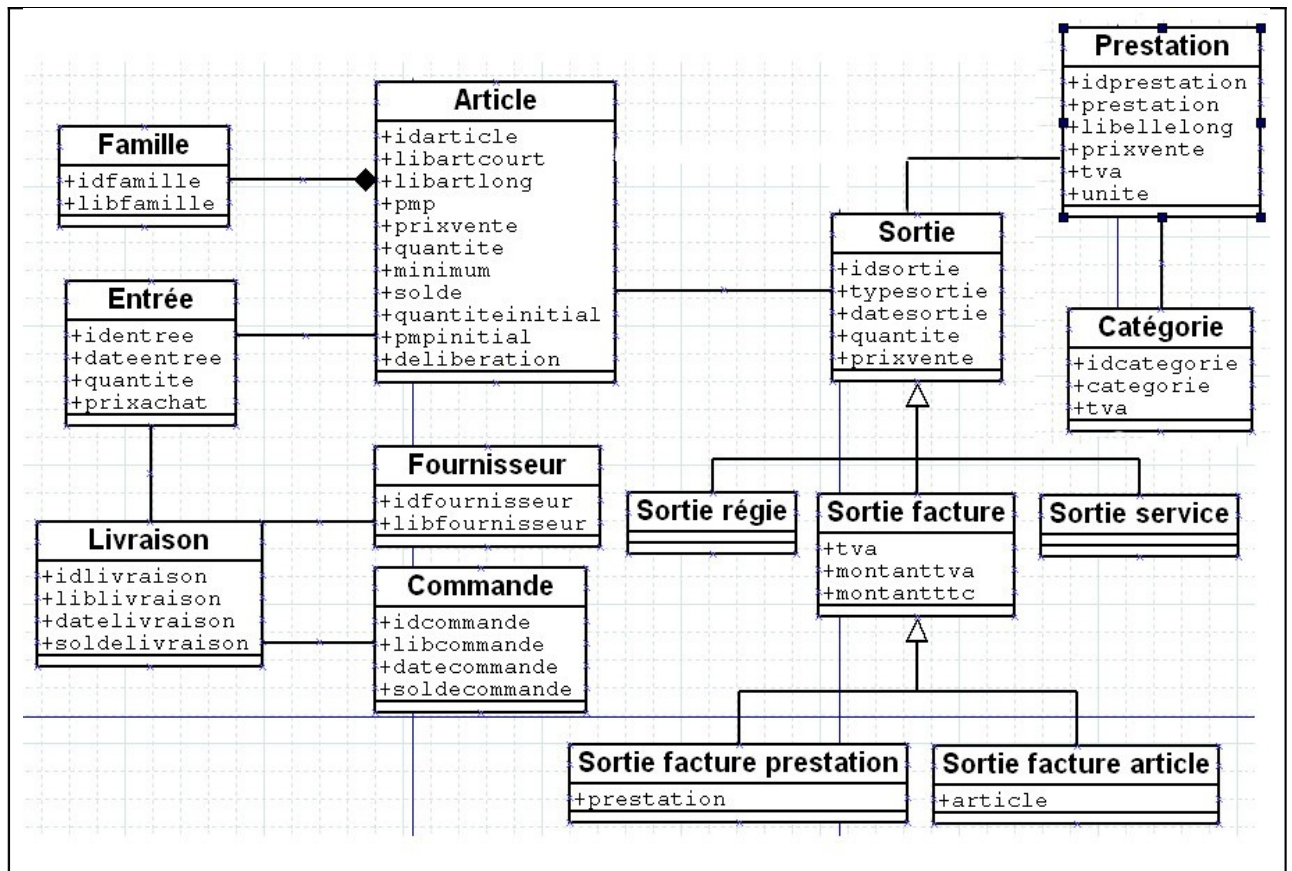 Prestation
+idprestation
+prestation
+libellelong
+prixvente
+tva
+unite
Article
+idarticle
+libartcourt
+libartlong
+pmp
+prixvente
+quantite
+minimum
+solde
+quantiteinitial
+pmpinitial
+deliberation
Famille
+idfamille
+libfamille
Sortie
+idsortie
+typesortie
+datesortie
+quantite
+prixvente
Entrée
+identree
+dateentree
+quantite
+prixachat
Catégorie
+idcategorie
+categorie
+tva
Fournisseur
+idfournisseur
+libfournisseur
Sortie régie
Sortie facture
+tva
+montanttva
+montantttc
Sortie service
Livraison
+idlivraison
+liblivraison
+datelivraison
+soldelivraison
Commande
+idcommande
+libcommande
+datecommande
+soldecommande
Sortie facture prestation
+prestation
Sortie facture article
+article